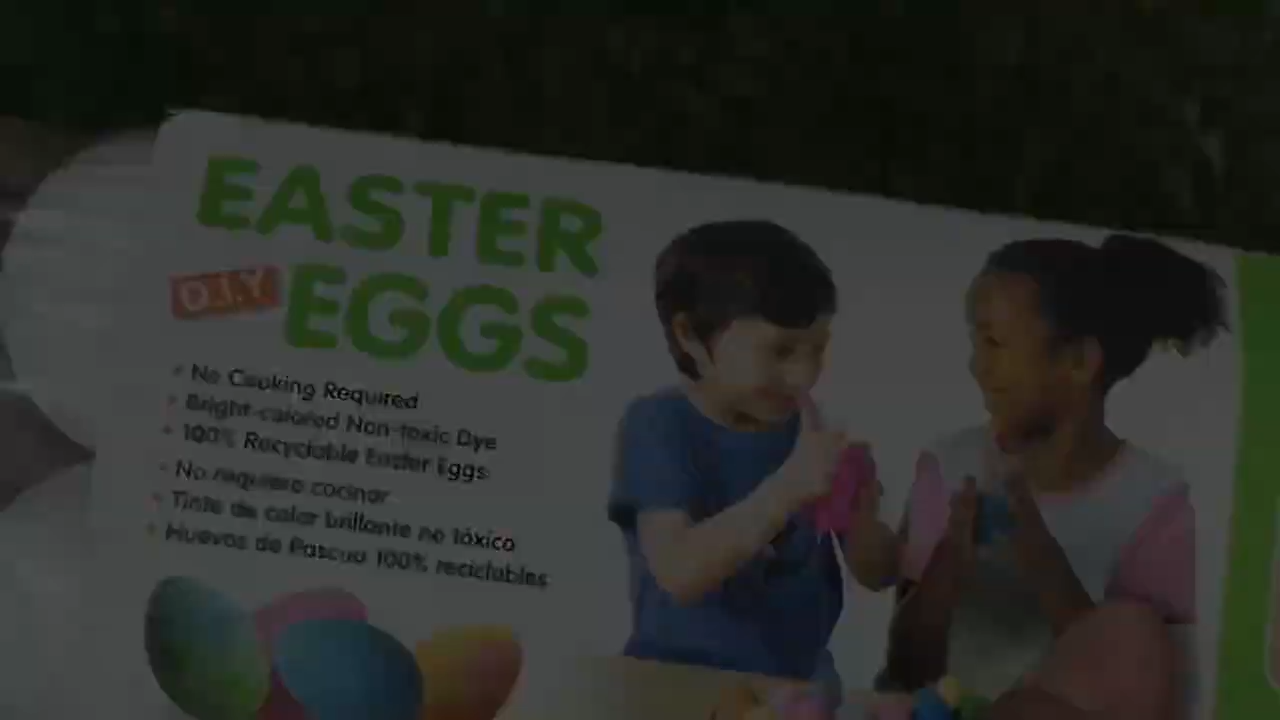 EASTER
D.I.Y EGGS
No Cooking Required
Bright-colored Non-toxic Dye
100% Recyclable Easter Eggs
No requiere cocinar
Tinte de color brillante no tóxico
Huevos de Pascua 100% reciclables